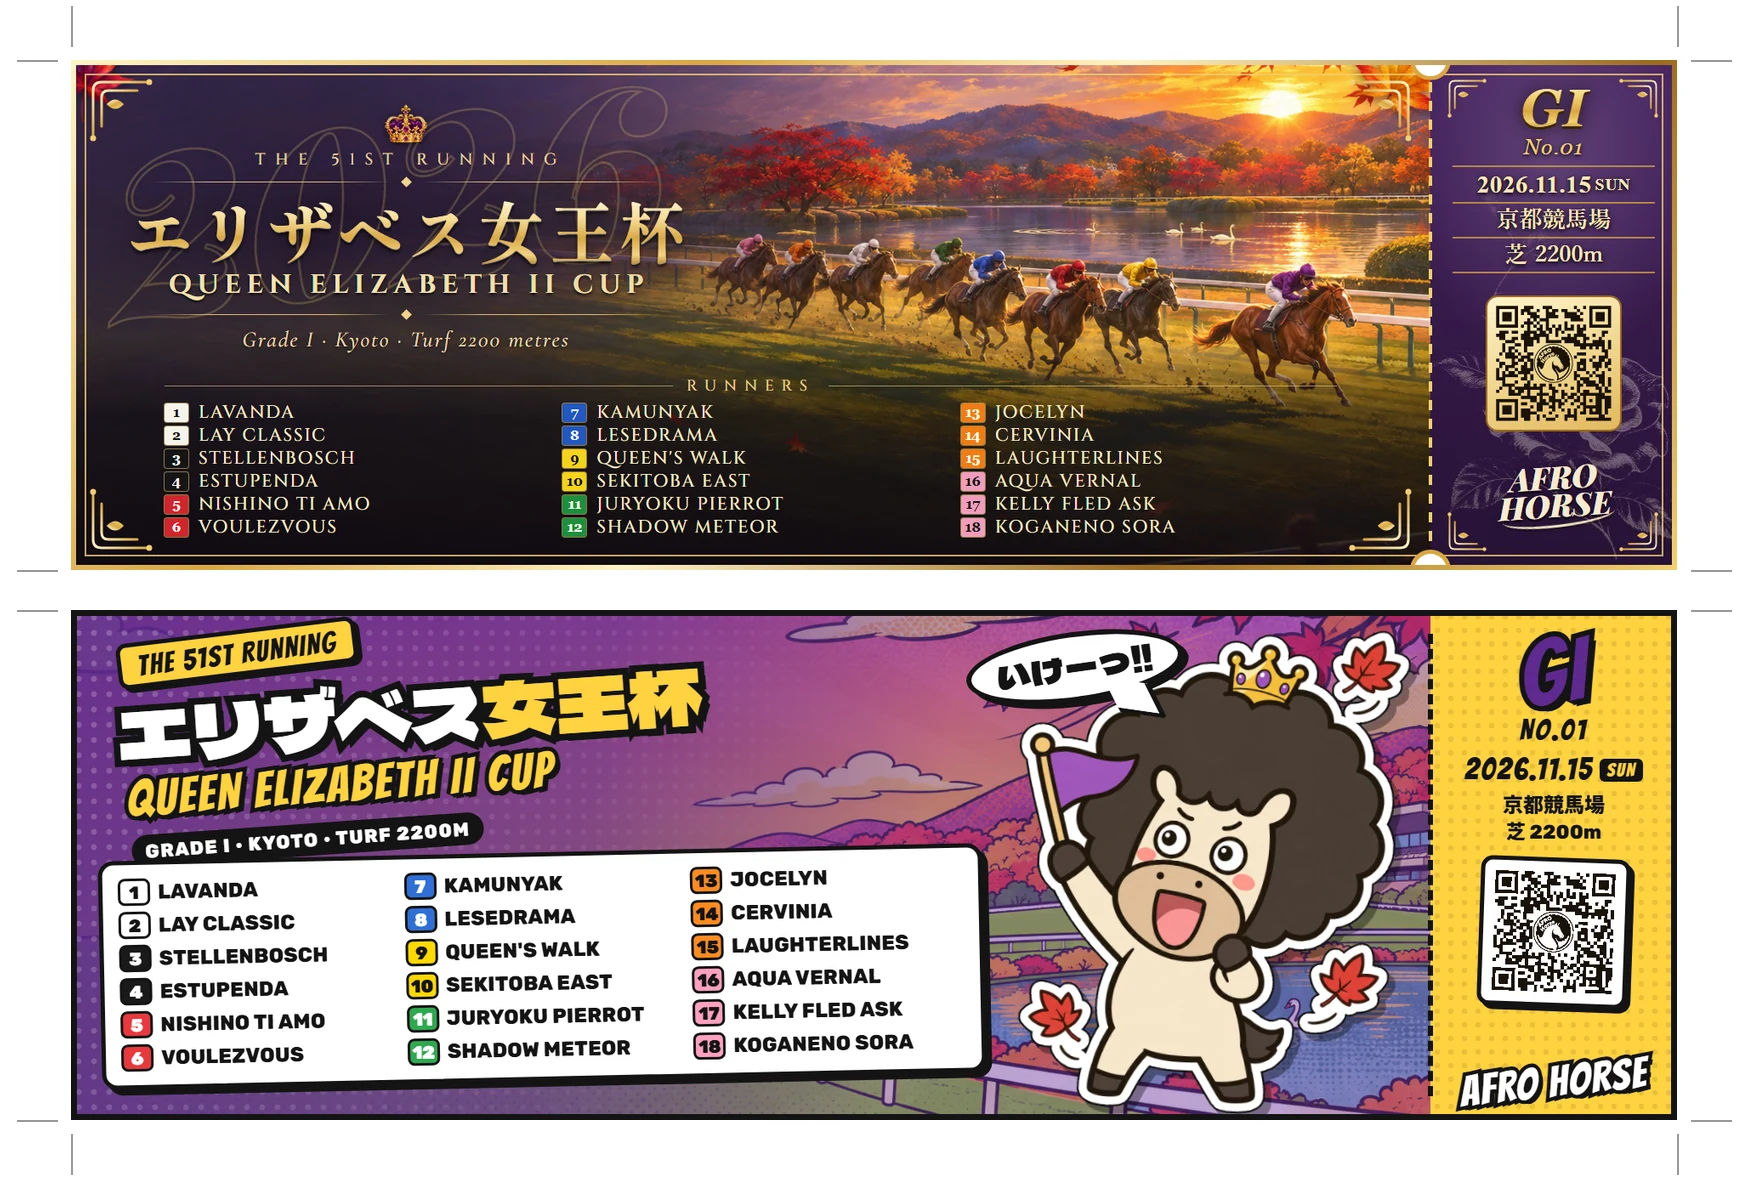 2026
THE 51ST RUNNING
エリザベス女王杯
QUEEN ELIZABETH II CUP
Grade I · Kyoto · Turf 2200 metres
RUNNERS
1 LAVANDA
2 LAY CLASSIC
3 STELLENBOSCH
4 ESTUPENDA
5 NISHINO TI AMO
6 VOULEZVOUS
7 KAMUNYAK
8 LESEDRAMA
9 QUEEN'S WALK
10 SEKITOBA EAST
11 JURYOKU PIERROT
12 SHADOW METEOR
13 JOCELYN
14 CERVINIA
15 LAUGHTERLINES
16 AQUA VERNAL
17 KELLY FLED ASK
18 KOGANENO SORA
GI
No.01
2026.11.15 SUN
京都競馬場
芝 2200m
AFRO
HORSE
THE 51ST RUNNING
エリザベス女王杯
QUEEN ELIZABETH II CUP
GRADE I • KYOTO • TURF 2200M
1 LAVANDA
2 LAY CLASSIC
3 STELLENBOSCH
4 ESTUPENDA
5 NISHINO TI AMO
6 VOULEZVOUS
7 KAMUNYAK
8 LESEDRAMA
9 QUEEN'S WALK
10 SEKITOBA EAST
11 JURYOKU PIERROT
12 SHADOW METEOR
13 JOCELYN
14 CERVINIA
15 LAUGHTERLINES
16 AQUA VERNAL
17 KELLY FLED ASK
18 KOGANENO SORA
いけーっ!!
GI
NO.01
2026.11.15 SUN
京都競馬場
芝 2200m
AFRO HORSE